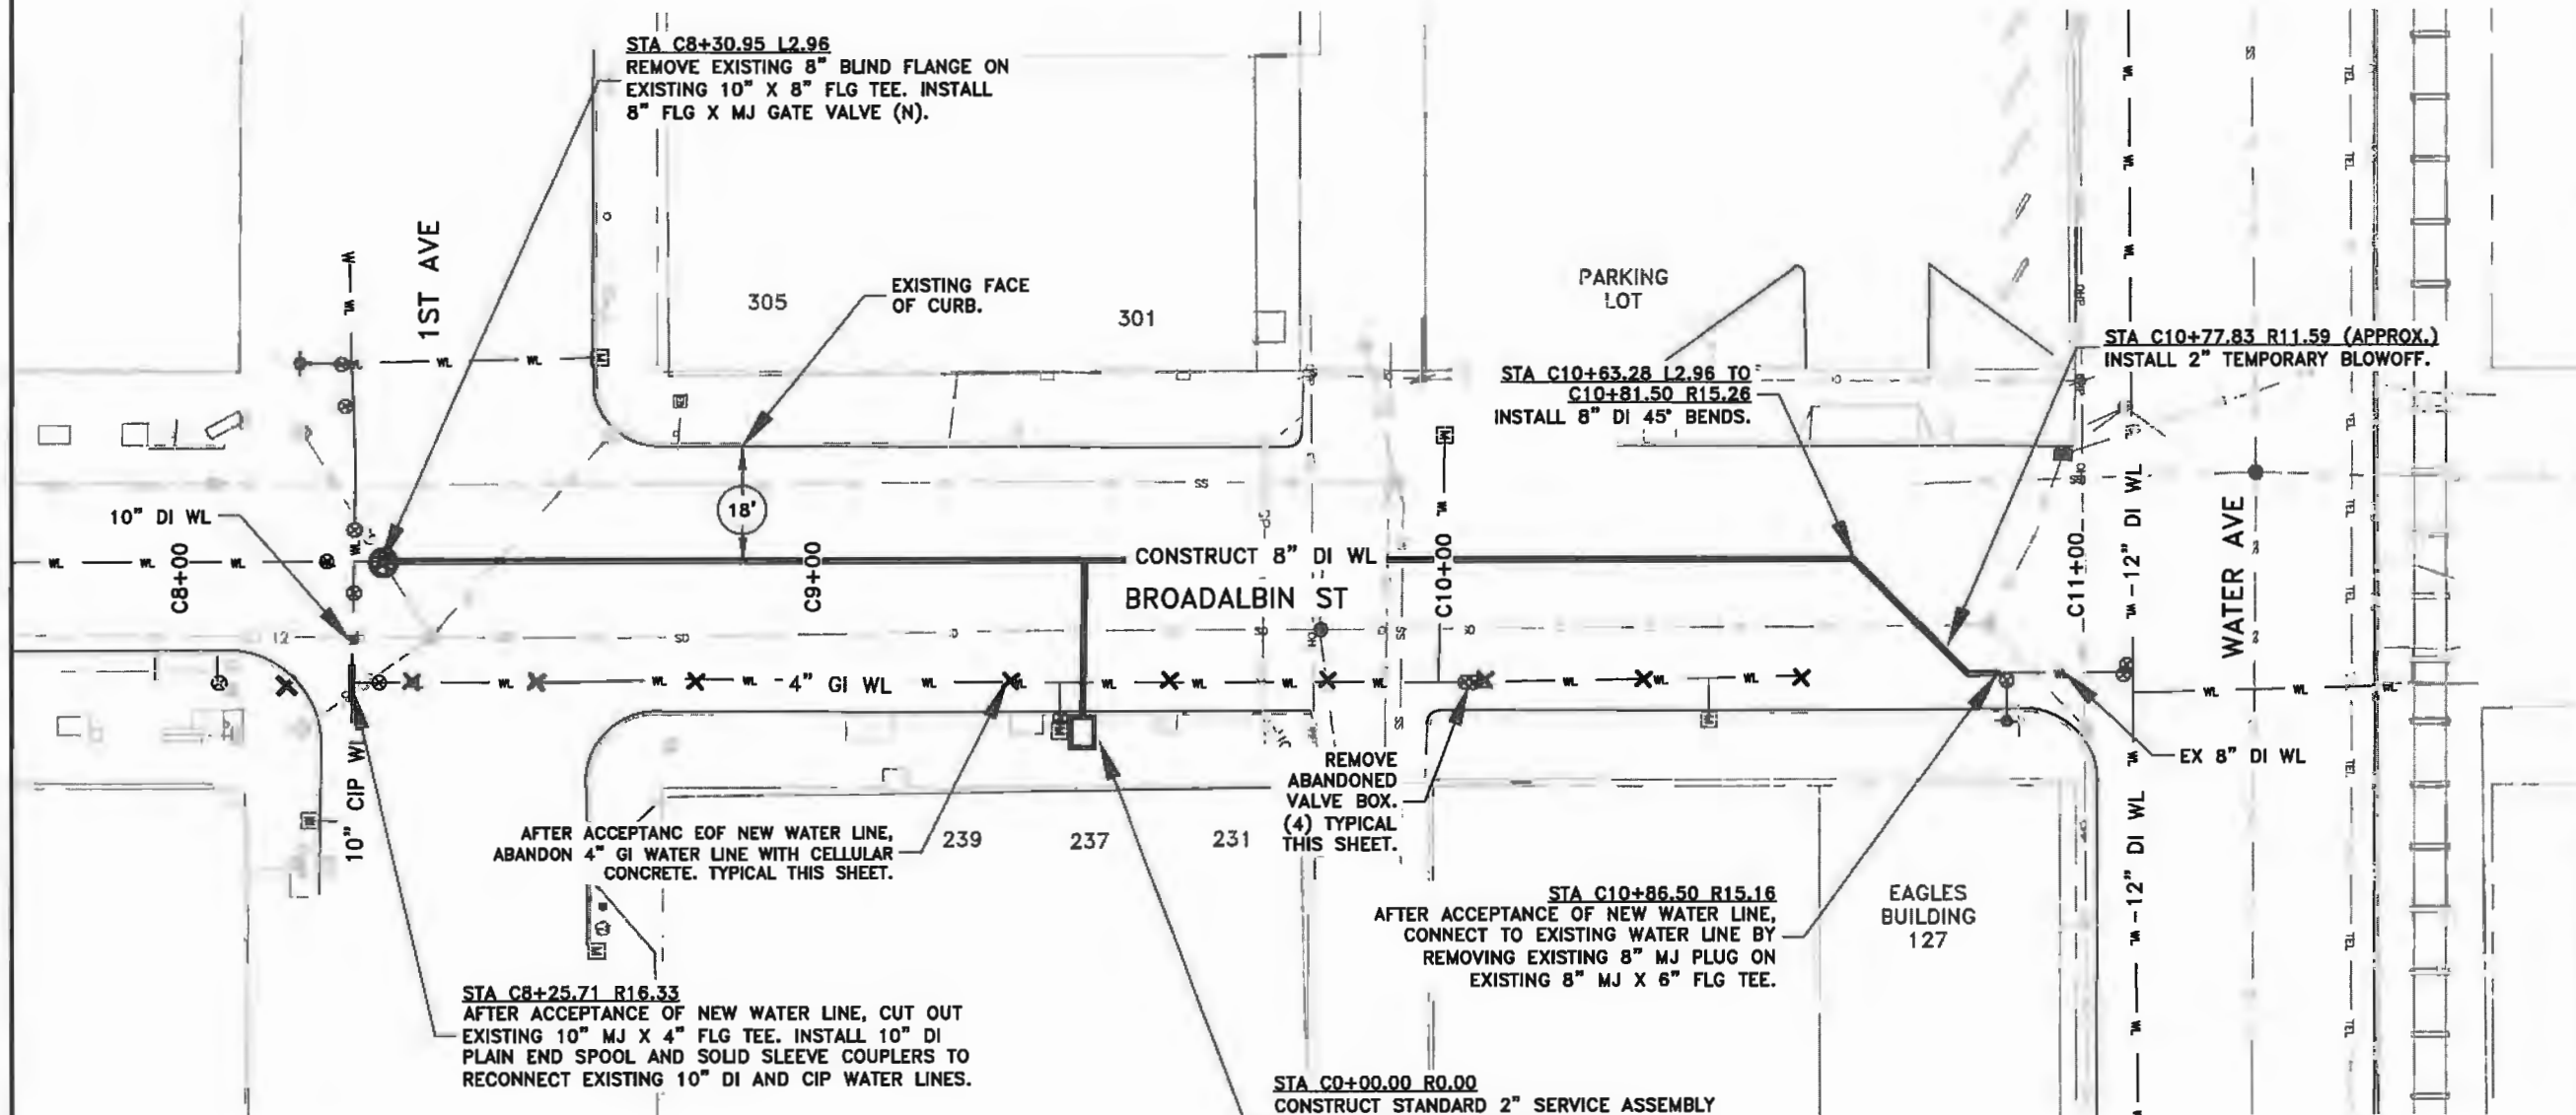 STA C8+30.95 L2.96
REMOVE EXISTING 8" BLIND FLANGE ON
EXISTING 10" X 8" FLG TEE. INSTALL
8" FLG X MJ GATE VALVE (N).
1ST AVE
305
EXISTING FACE
OF CURB.
301
PARKING
LOT
STA C10+77.83 R11.59 (APPROX.)
INSTALL 2" TEMPORARY BLOWOFF.
STA C10+63.28 L2.96 TO
C10+81.50 R15.26
INSTALL 8" DI 45° BENDS.
10" DI WL
18'
SS
C8+00
C9+00
CONSTRUCT 8" DI WL
C10+00
C11+00
12" DI WL
WATER AVE
BROADALBIN ST
12
SD
4" GI WL
WL
10" CIP WL
EX 8" DI WL
12" DI WL
REMOVE
ABANDONED
VALVE BOX.
(4) TYPICAL
THIS SHEET.
AFTER ACCEPTANC EOF NEW WATER LINE,
ABANDON 4" GI WATER LINE WITH CELLULAR
CONCRETE. TYPICAL THIS SHEET.
239
237
231
STA C10+86.50 R15.16
AFTER ACCEPTANCE OF NEW WATER LINE,
CONNECT TO EXISTING WATER LINE BY
REMOVING EXISTING 8" MJ PLUG ON
EXISTING 8" MJ X 6" FLG TEE.
EAGLES
BUILDING
127
STA C8+25.71 R16.33
AFTER ACCEPTANCE OF NEW WATER LINE, CUT OUT
EXISTING 10" MJ X 4" FLG TEE. INSTALL 10" DI
PLAIN END SPOOL AND SOLID SLEEVE COUPLERS TO
RECONNECT EXISTING 10" DI AND CIP WATER LINES.
STA C0+00.00 R0.00
CONSTRUCT STANDARD 2" SERVICE ASSEMBLY